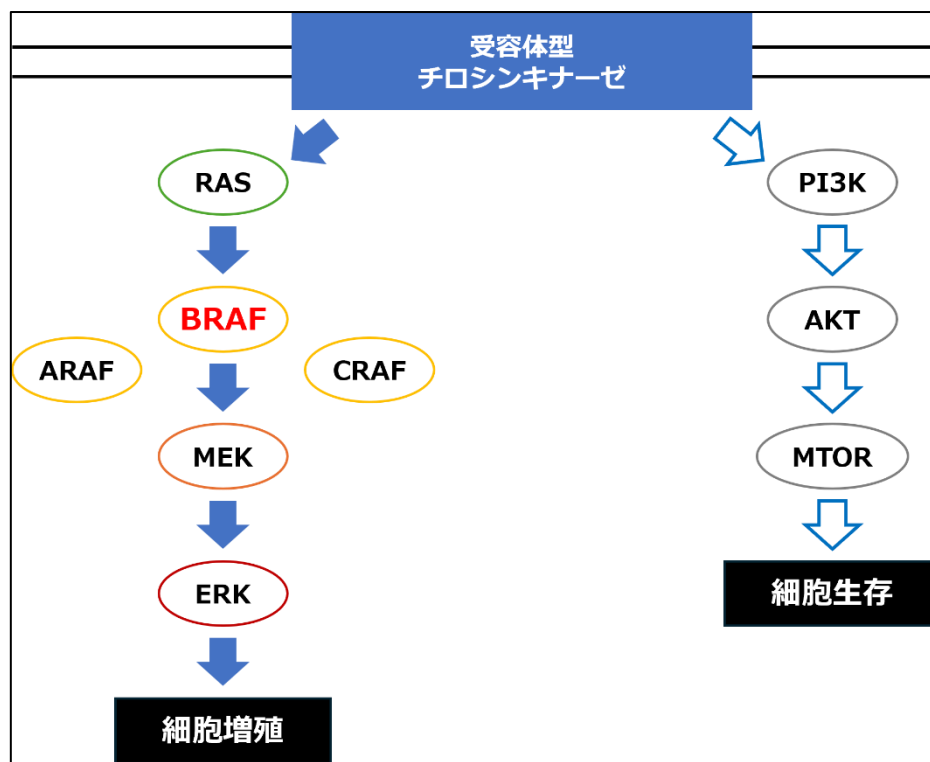 受容体型
チロシンキナーゼ
RAS
PI3K
BRAF
AKT
ARAF
CRAF
MEK
MTOR
ERK
細胞生存
細胞増殖